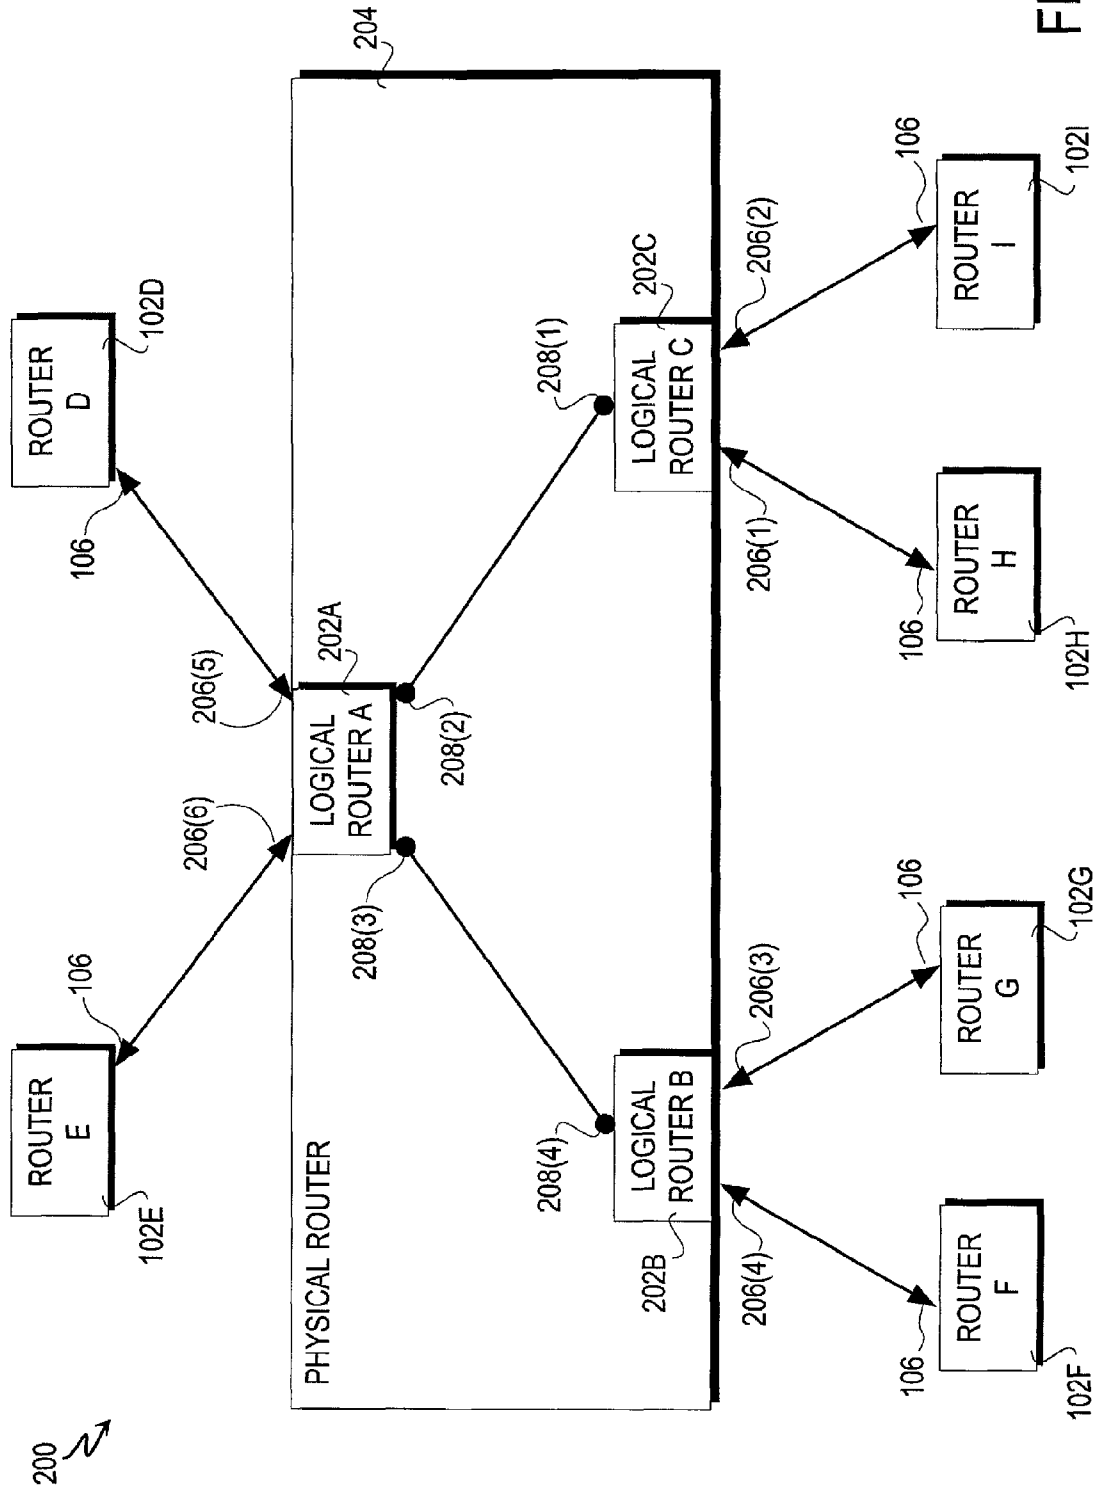 200
ROUTER
E
102E
106
ROUTER
D
102D
106
206(6)
206(5)
204
PHYSICAL ROUTER
LOGICAL
ROUTER A
202A
208(3)
208(2)
208(4)
208(1)
LOGICAL
ROUTER B
202B
LOGICAL
ROUTER C
202C
206(4)
206(3)
206(1)
206(2)
106
106
106
106
ROUTER
F
102F
ROUTER
G
102G
ROUTER
H
102H
ROUTER
I
102I